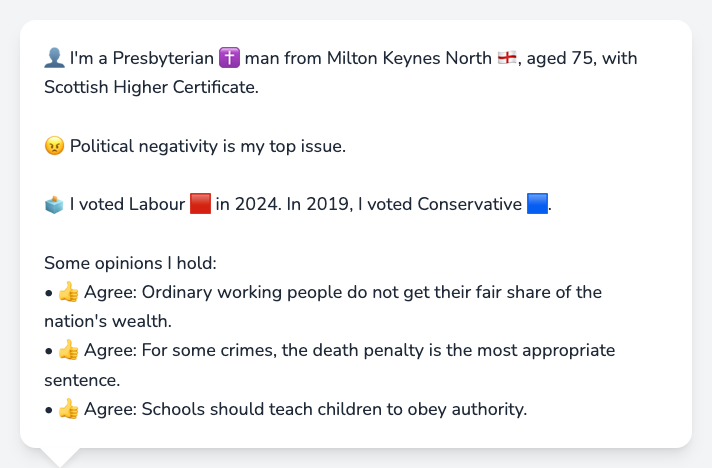 👤 I'm a Presbyterian ✝️ man from Milton Keynes North 🏴󠁧󠁢󠁥󠁮󠁧󠁿, aged 75, with
Scottish Higher Certificate.
😠 Political negativity is my top issue.
🗳️ I voted Labour 🟥 in 2024. In 2019, I voted Conservative 🟦.
Some opinions I hold:
• 👍 Agree: Ordinary working people do not get their fair share of the
nation's wealth.
• 👍 Agree: For some crimes, the death penalty is the most appropriate
sentence.
• 👍 Agree: Schools should teach children to obey authority.